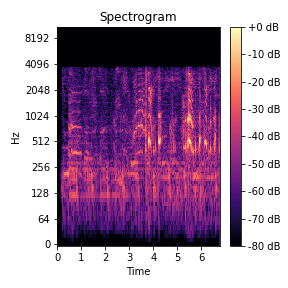 Spectrogram
+0 dB
8192
-10 dB
4096
-20 dB
2048
-30 dB
1024
Hz
512
-40 dB
256
-50 dB
128
-60 dB
64
-70 dB
0
-80 dB
0 1 2 3 4 5 6
Time